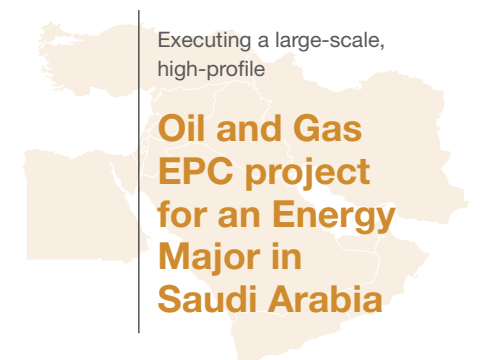 Executing a large-scale,
high-profile
Oil and Gas
EPC project
for an Energy
Major in
Saudi Arabia